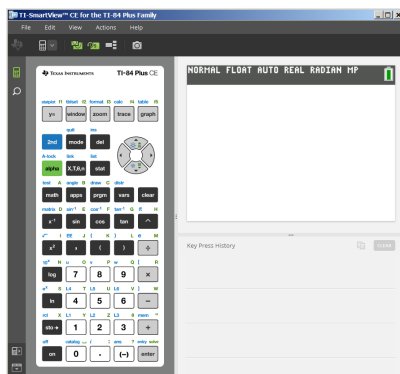 TI-SmartView™ CE for the TI-84 Plus Family
File Edit View Actions Help
TEXAS INSTRUMENTS TI-84 Plus CE
statplot f1 tblset f2 format f3 calc f4 table f5
y= window zoom trace graph
quit ins
2nd mode del
A-lock link list
alpha X,T,θ,n stat
test A angle B draw C distr
math apps prgm vars clear
matrix D sin⁻¹ E cos⁻¹ F tan⁻¹ G π H
x⁻¹ sin cos tan ^
√ I EE J { K } L e M
x² , ( ) ÷
10ˣ N u O v P w Q [ R
log 7 8 9 ×
eˣ S L4 T L5 U L6 V ] W
ln 4 5 6 −
rcl X L1 Y L2 Z L3 θ mem "
sto→ 1 2 3 +
off catalog i : ans ? entry solve
on 0 . (−) enter
NORMAL FLOAT AUTO REAL RADIAN MP
Key Press History
CLEAR